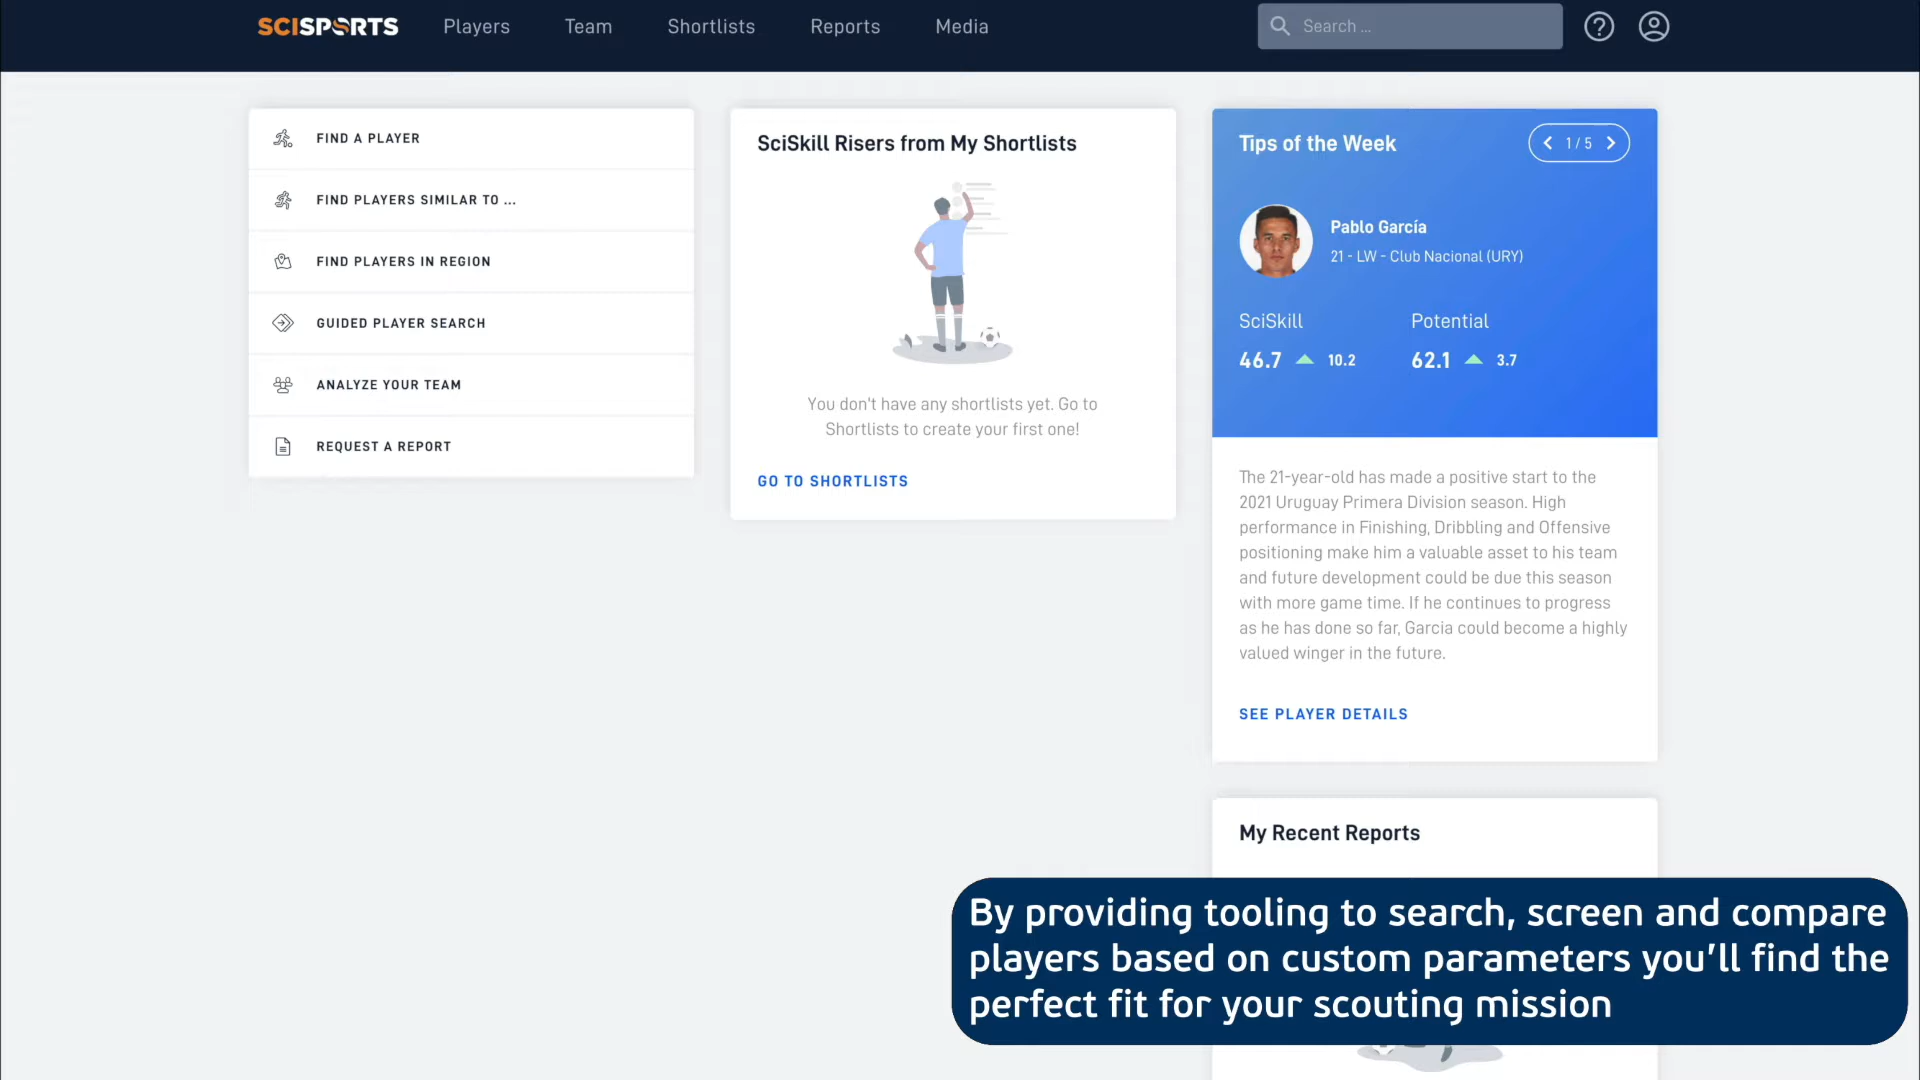 SCISPORTS
Players
Team
Shortlists
Reports
Media
Search ...
FIND A PLAYER
FIND PLAYERS SIMILAR TO ...
FIND PLAYERS IN REGION
GUIDED PLAYER SEARCH
ANALYZE YOUR TEAM
REQUEST A REPORT
SciSkill Risers from My Shortlists
You don't have any shortlists yet. Go to
Shortlists to create your first one!
GO TO SHORTLISTS
Tips of the Week
1 / 5
Pablo García
21 - LW - Club Nacional (URY)
SciSkill
Potential
46.7 10.2
62.1 3.7
The 21-year-old has made a positive start to the
2021 Uruguay Primera Division season. High
performance in Finishing, Dribbling and Offensive
positioning make him a valuable asset to his team
and future development could be due this season
with more game time. If he continues to progress
as he has done so far, Garcia could become a highly
valued winger in the future.
SEE PLAYER DETAILS
My Recent Reports
By providing tooling to search, screen and compare
players based on custom parameters you'll find the
perfect fit for your scouting mission